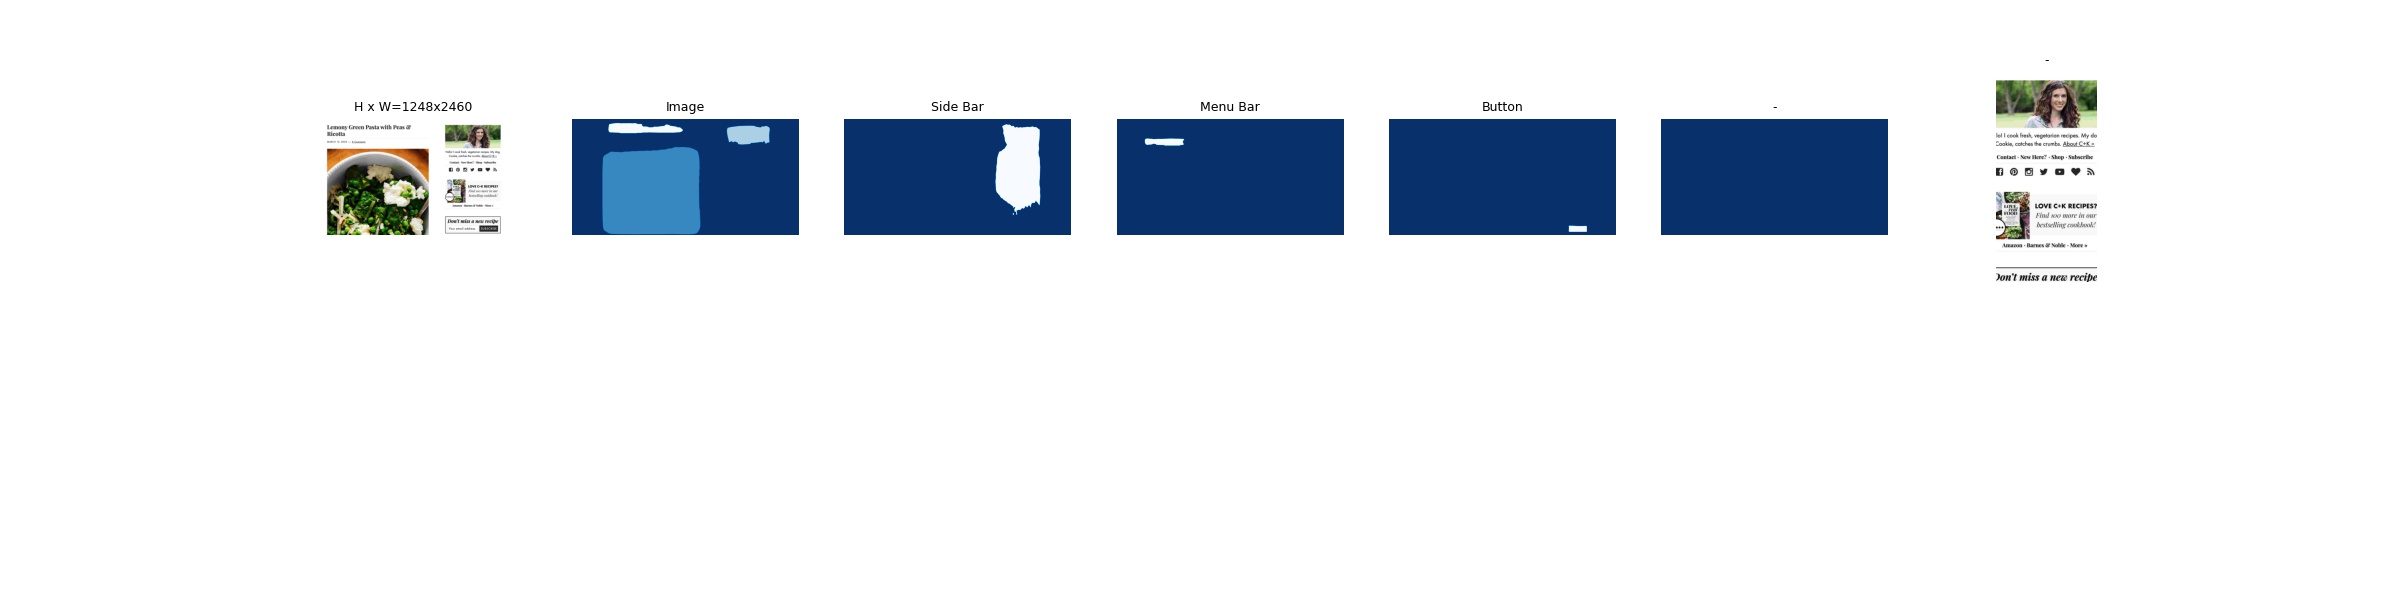 H x W=1248x2460
Image
Side Bar
Menu Bar
Button
-
-
Lemony Green Pasta with Peas &
Ricotta
Hello! I cook fresh, vegetarian recipes. My dog,
Cookie, catches the crumbs. About C+K »
Contact · New Here? · Shop · Subscribe
LOVE C+K RECIPES?
Find 100 more in our
bestselling cookbook!
Amazon · Barnes & Noble · More »
Don't miss a new recipe
Your email address
SUBSCRIBE
lo! I cook fresh, vegetarian recipes. My do
Cookie, catches the crumbs. About C+K »
Contact · New Here? · Shop · Subscribe
LOVE
FOOD
LOVE C+K RECIPES?
Find 100 more in our
bestselling cookbook!
Amazon · Barnes & Noble · More »
Don't miss a new recipe